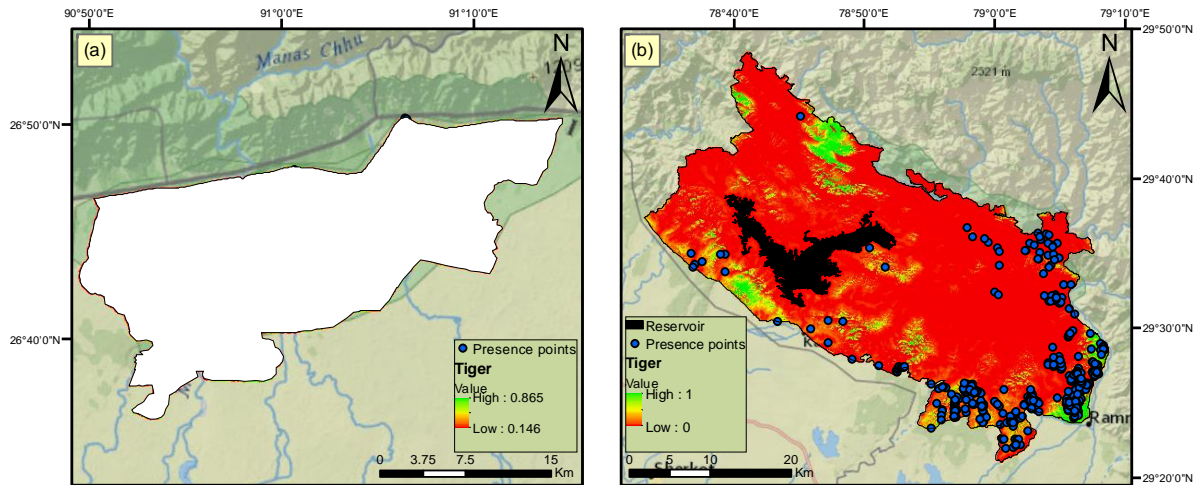 90°50'0"E 91°0'0"N 91°10'0"N
(a)
Manas Chhu
N
26°50'0"N
26°40'0"N
Presence points
Tiger
Value
High : 0.865
Low : 0.146
0 3.75 7.5 15
Km
78°40'0"N 78°50'0"N 79°0'0"N 79°10'0"N
(b)
2521 m
N
29°50'0"N
29°40'0"N
29°30'0"N
29°20'0"N
Reservoir
Presence points
Tiger
Value
High : 1
Low : 0
Ramn
Sherkot
0 5 10 20
Km